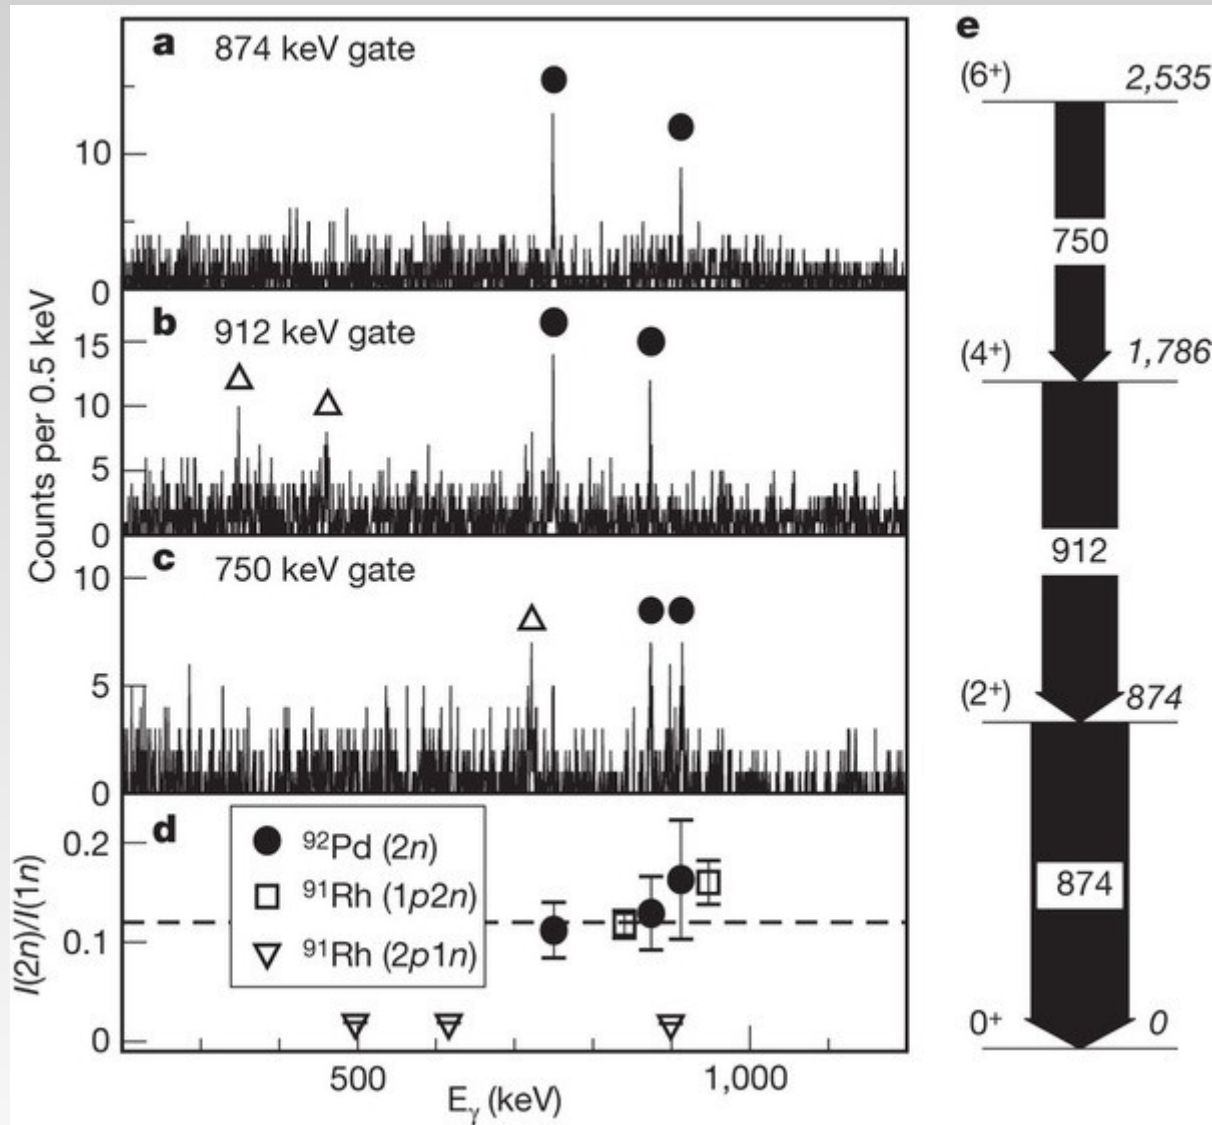 a 874 keV gate
10
0
b 912 keV gate
15
10
5
0
c 750 keV gate
10
5
0
Counts per 0.5 keV
d
0.2
0.1
0
I(2n)/I(1n)
⁹²Pd (2n)
⁹¹Rh (1p2n)
⁹¹Rh (2p1n)
500 1,000
Eγ (keV)
e
(6⁺) 2,535
750
(4⁺) 1,786
912
(2⁺) 874
874
0⁺ 0